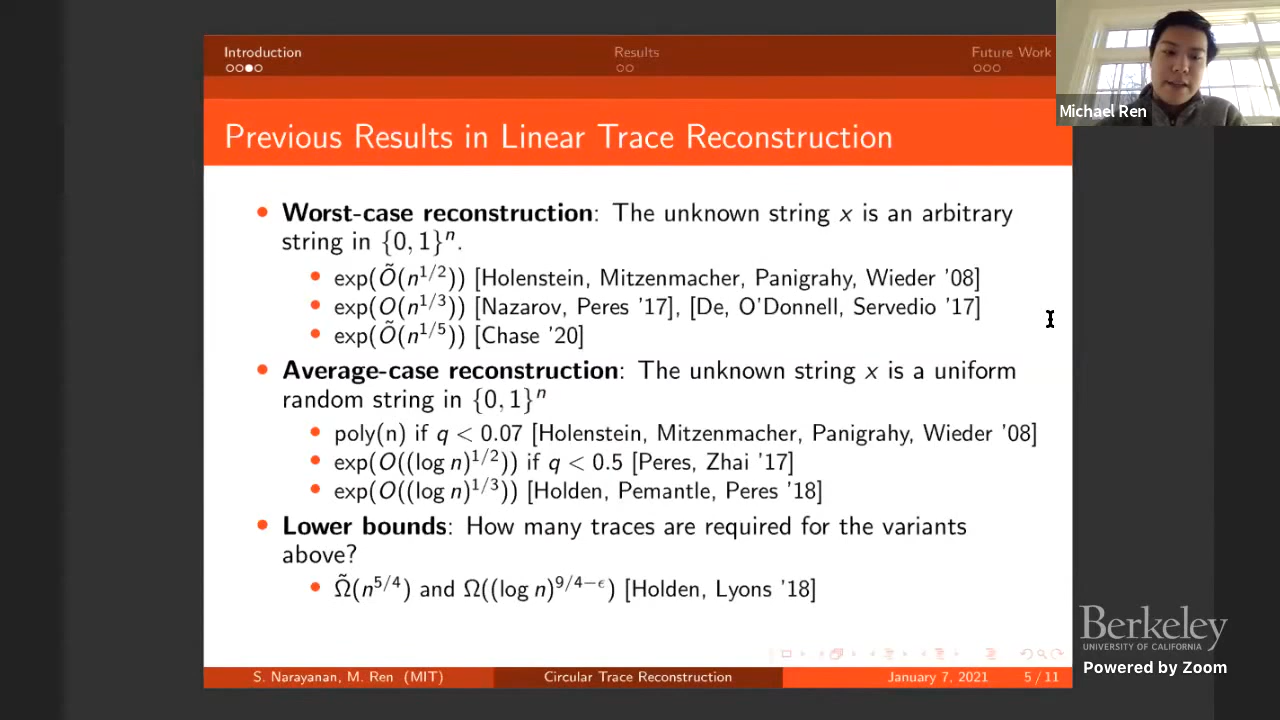 Introduction
Results
Future Work
Michael Ren
Previous Results in Linear Trace Reconstruction
Worst-case reconstruction: The unknown string x is an arbitrary
string in {0, 1}ⁿ.
exp(Õ(n^{1/2})) [Holenstein, Mitzenmacher, Panigrahy, Wieder '08]
exp(O(n^{1/3})) [Nazarov, Peres '17], [De, O'Donnell, Servedio '17]
exp(Õ(n^{1/5})) [Chase '20]
Average-case reconstruction: The unknown string x is a uniform
random string in {0, 1}ⁿ
poly(n) if q < 0.07 [Holenstein, Mitzenmacher, Panigrahy, Wieder '08]
exp(O((log n)^{1/2})) if q < 0.5 [Peres, Zhai '17]
exp(O((log n)^{1/3})) [Holden, Pemantle, Peres '18]
Lower bounds: How many traces are required for the variants
above?
Ω̃(n^{5/4}) and Ω((log n)^{9/4−ϵ}) [Holden, Lyons '18]
Berkeley
UNIVERSITY OF CALIFORNIA
Powered by Zoom
S. Narayanan, M. Ren (MIT)
Circular Trace Reconstruction
January 7, 2021
5 / 11